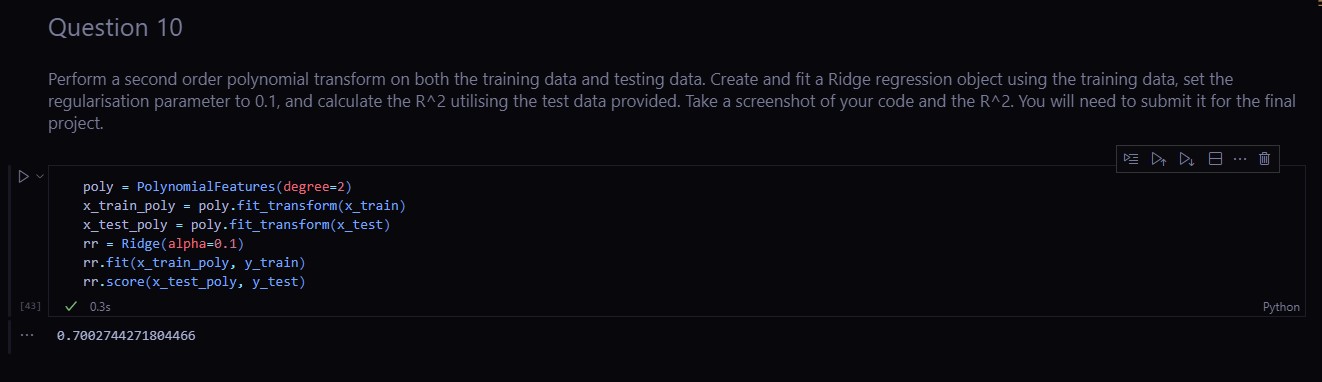 Question 10
Perform a second order polynomial transform on both the training data and testing data. Create and fit a Ridge regression object using the training data, set the
regularisation parameter to 0.1, and calculate the R^2 utilising the test data provided. Take a screenshot of your code and the R^2. You will need to submit it for the final
project.
poly = PolynomialFeatures(degree=2)
x_train_poly = poly.fit_transform(x_train)
x_test_poly = poly.fit_transform(x_test)
rr = Ridge(alpha=0.1)
rr.fit(x_train_poly, y_train)
rr.score(x_test_poly, y_test)
[43] 0.3s Python
0.7002744271804466